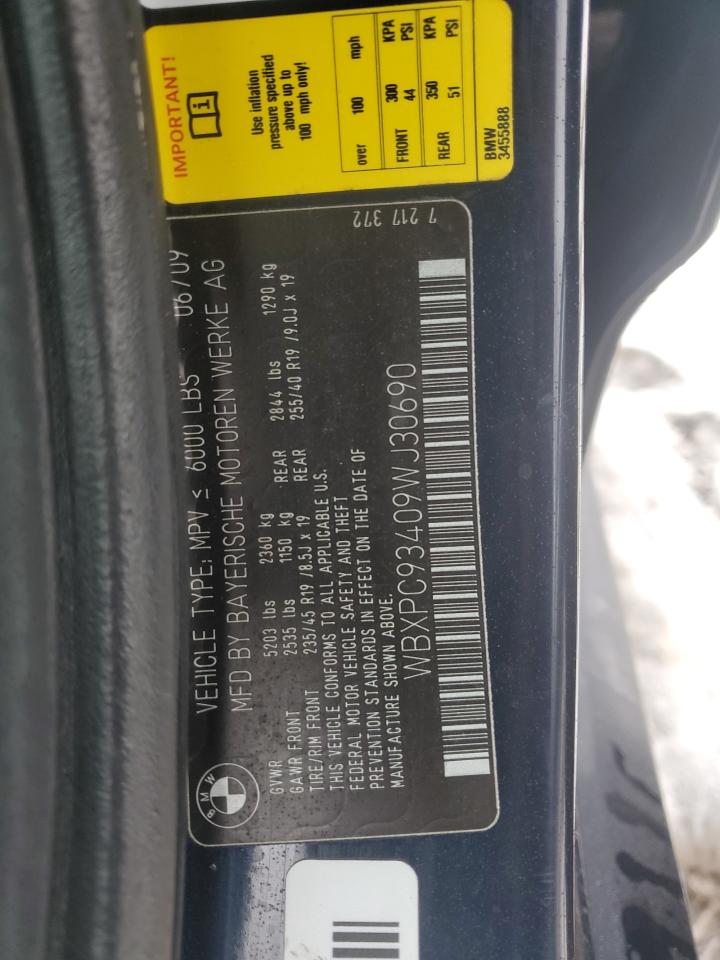 IMPORTANT!
i
Use inflation
pressure specified
above up to
100 mph only!
over 100 mph
FRONT 300 KPA
44 PSI
REAR 350 KPA
51 PSI
BMW
3455888
BMW
VEHICLE TYPE: MPV ≤ 6000 LBS 06/09
MFD BY BAYERISCHE MOTOREN WERKE AG
GVWR 5203 lbs 2360 kg
GAWR FRONT 2535 lbs 1150 kg REAR 2844 lbs 1290 kg
TIRE/RIM FRONT 235/45 R19 /8.5J x 19 REAR 255/40 R19 /9.0J x 19
THIS VEHICLE CONFORMS TO ALL APPLICABLE U.S.
FEDERAL MOTOR VEHICLE SAFETY AND THEFT
PREVENTION STANDARDS IN EFFECT ON THE DATE OF
MANUFACTURE SHOWN ABOVE.
WBXPC93409WJ30690
7 217 372